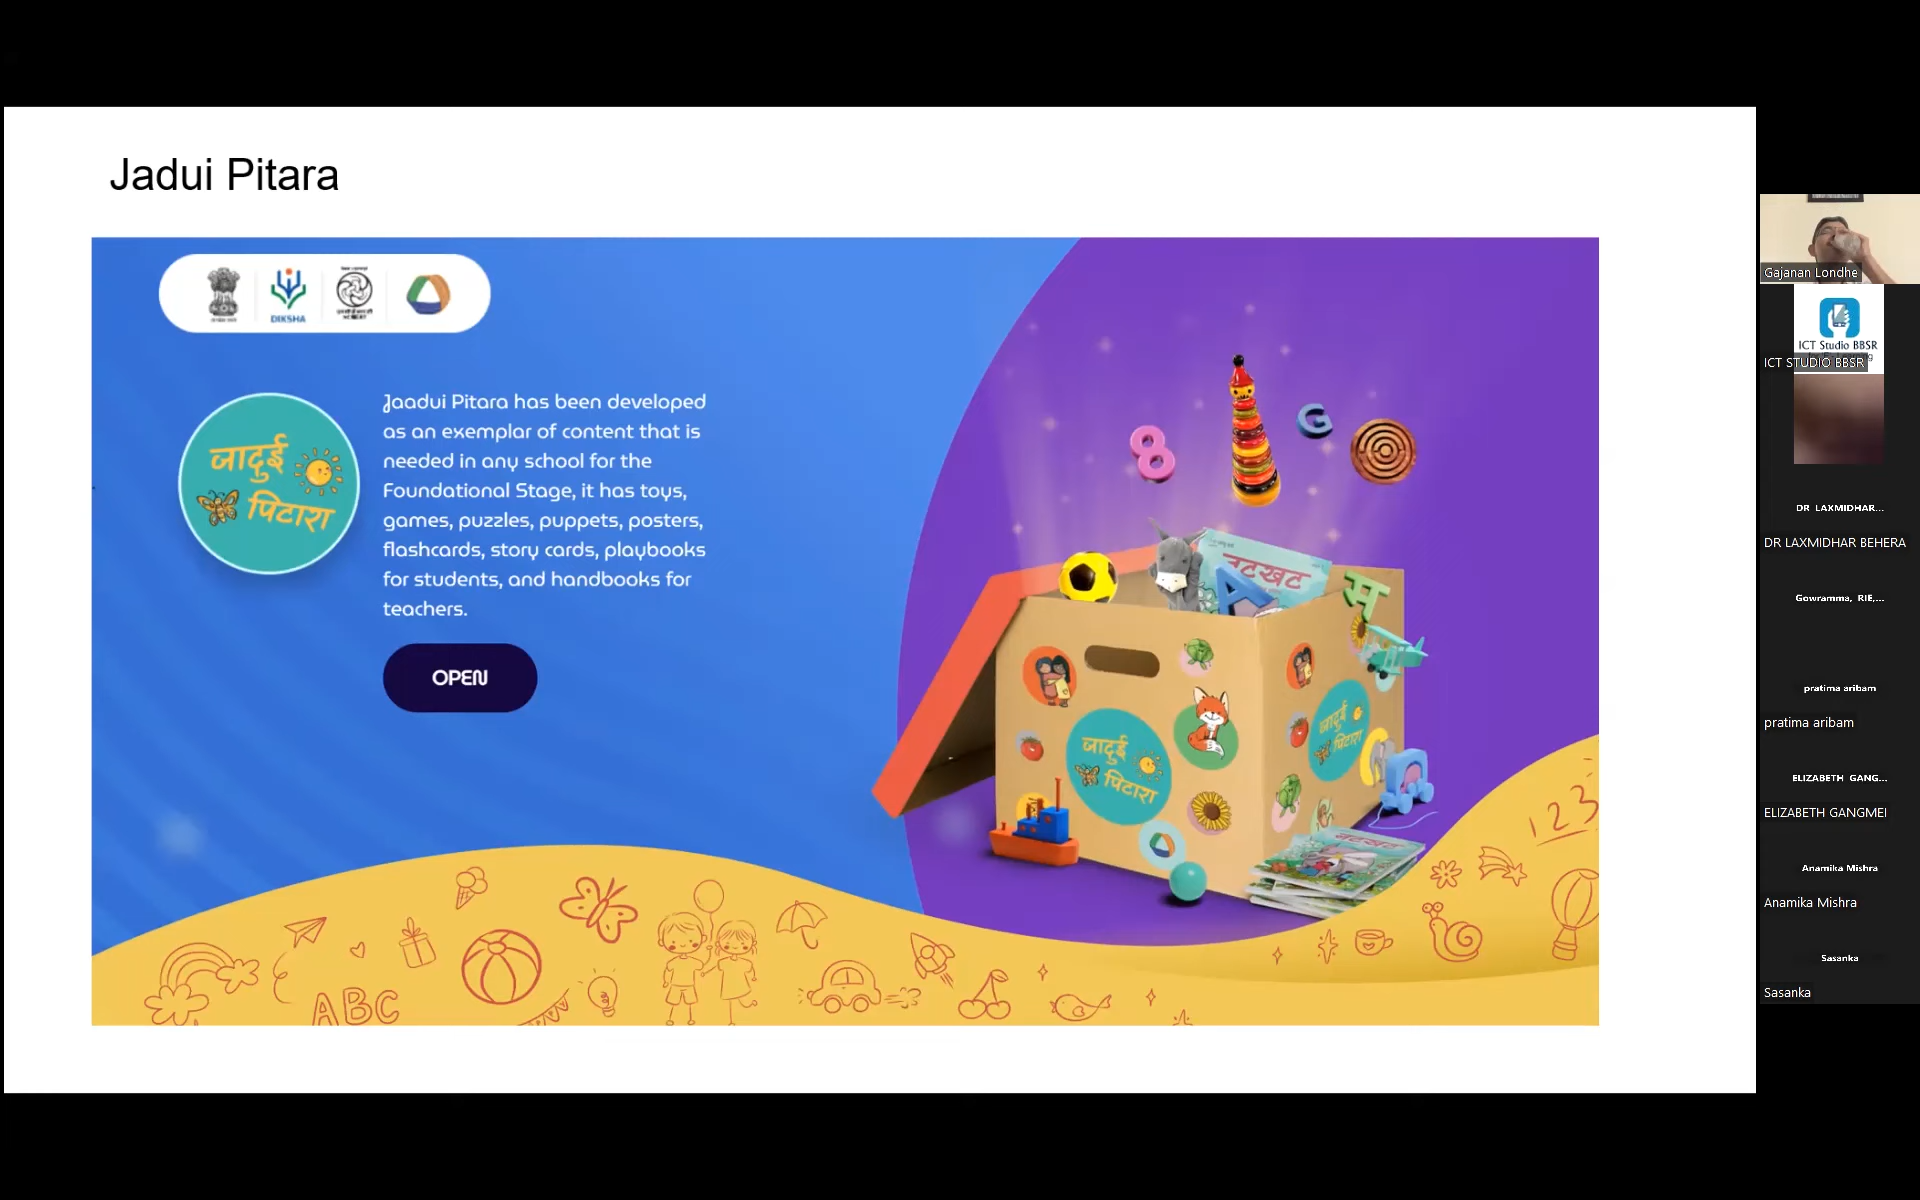 Jadui Pitara
DIKSHA
जादुई
पिटारा
Jaadui Pitara has been developed
as an exemplar of content that is
needed in any school for the
Foundational Stage, it has toys,
games, puzzles, puppets, posters,
flashcards, story cards, playbooks
for students, and handbooks for
teachers.
OPEN
8
G
A
म
जादुई
पिटारा
जादुई
पिटारा
123
ABC
Gajanan Londhe
ICT Studio BBSR
ICT STUDIO BBSR
DR LAXMIDHAR...
DR LAXMIDHAR BEHERA
Gowramma, RIE,...
pratima aribam
pratima aribam
ELIZABETH GANG...
ELIZABETH GANGMEI
Anamika Mishra
Anamika Mishra
Sasanka
Sasanka